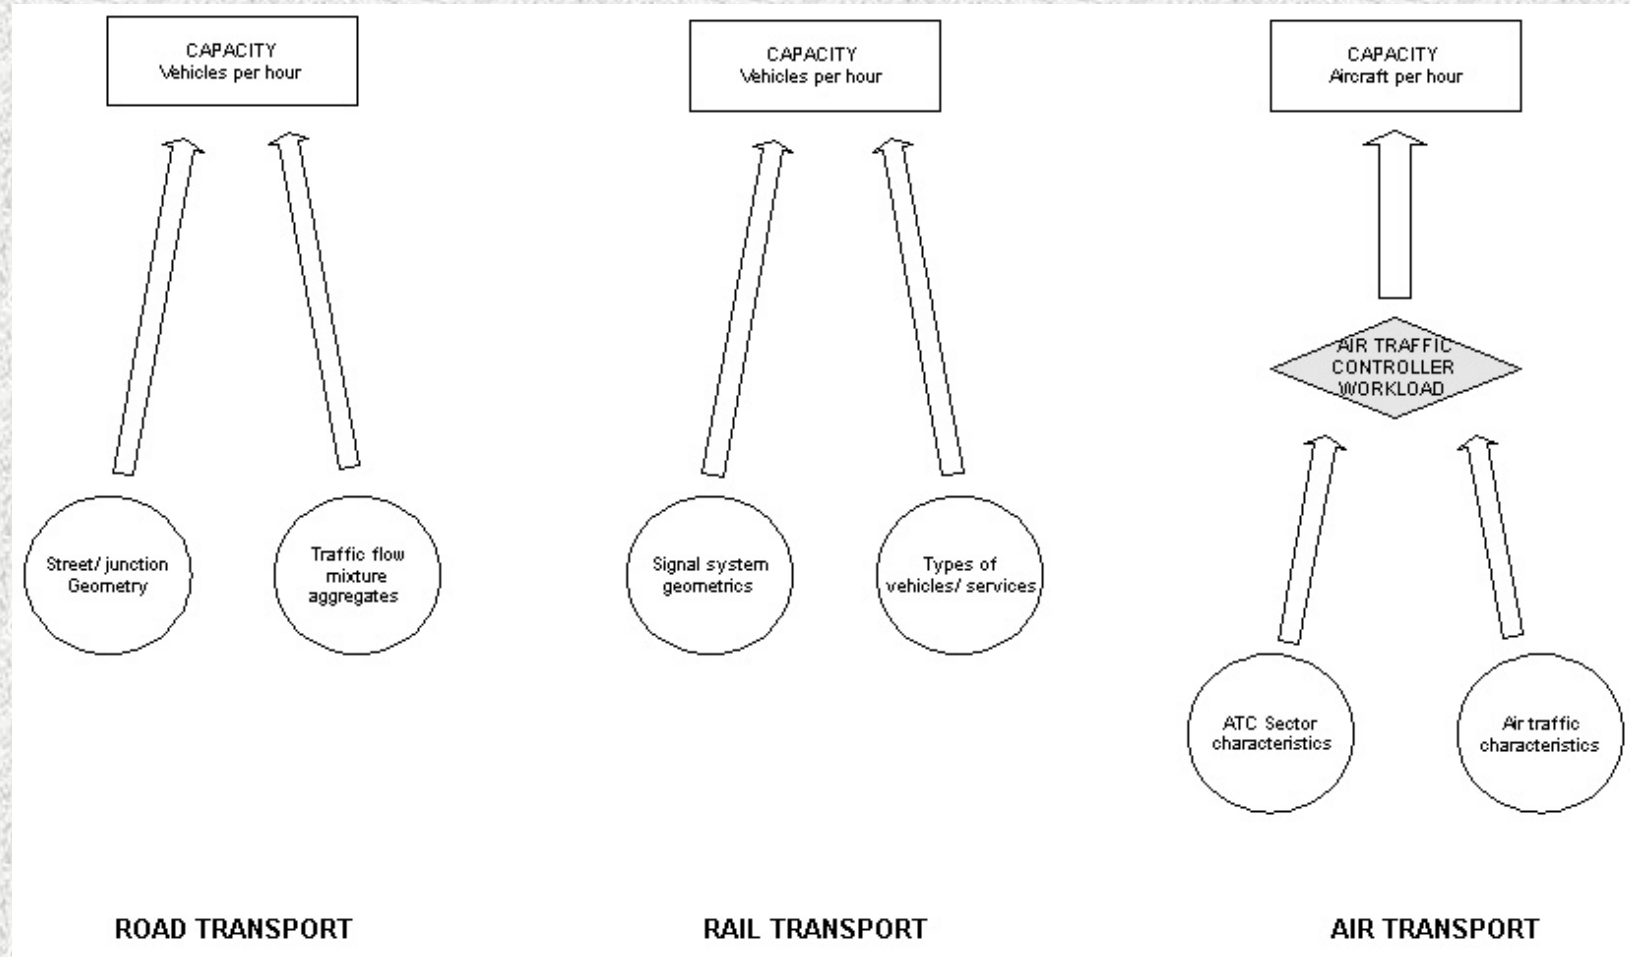 CAPACITY
Vehicles per hour
Street/ junction
Geometry
Traffic flow
mixture
aggregates
ROAD TRANSPORT
CAPACITY
Vehicles per hour
Signal system
geometrics
Types of
vehicles/ services
RAIL TRANSPORT
CAPACITY
Aircraft per hour
AIR TRAFFIC
CONTROLLER
WORKLOAD
ATC Sector
characteristics
Air traffic
characteristics
AIR TRANSPORT